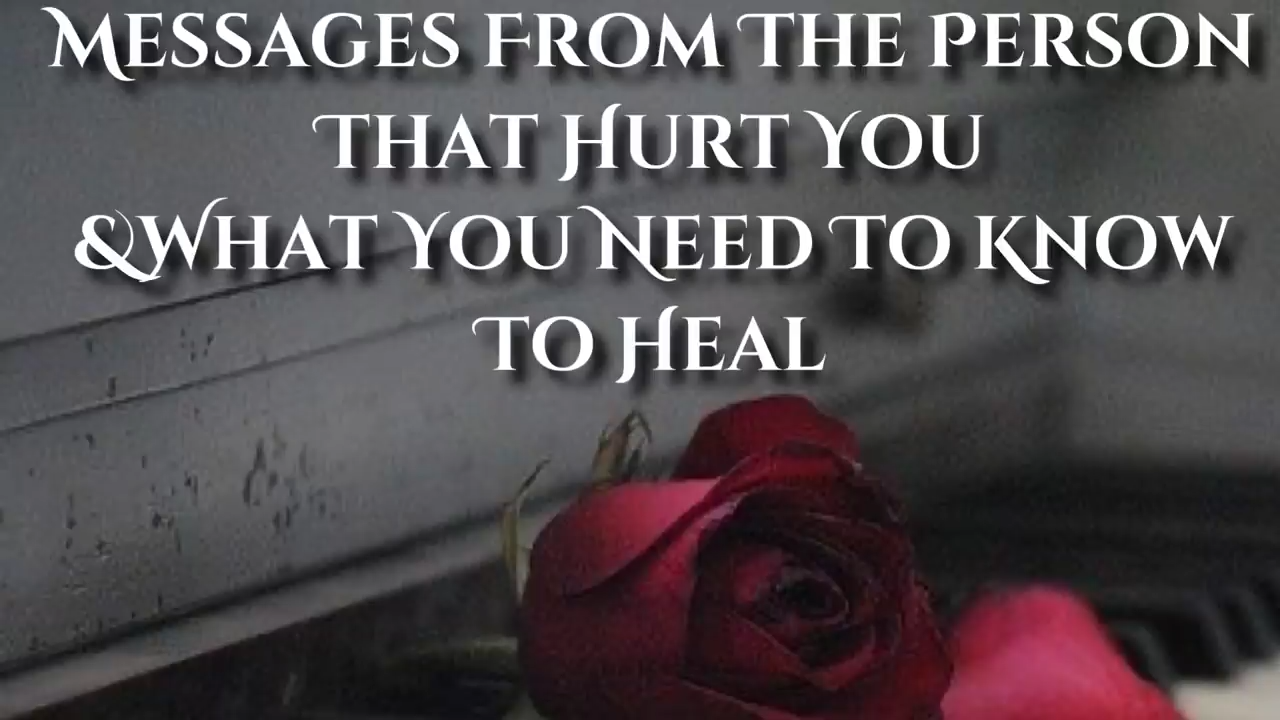 Messages From The Person
That Hurt You
&What You Need To Know
To Heal